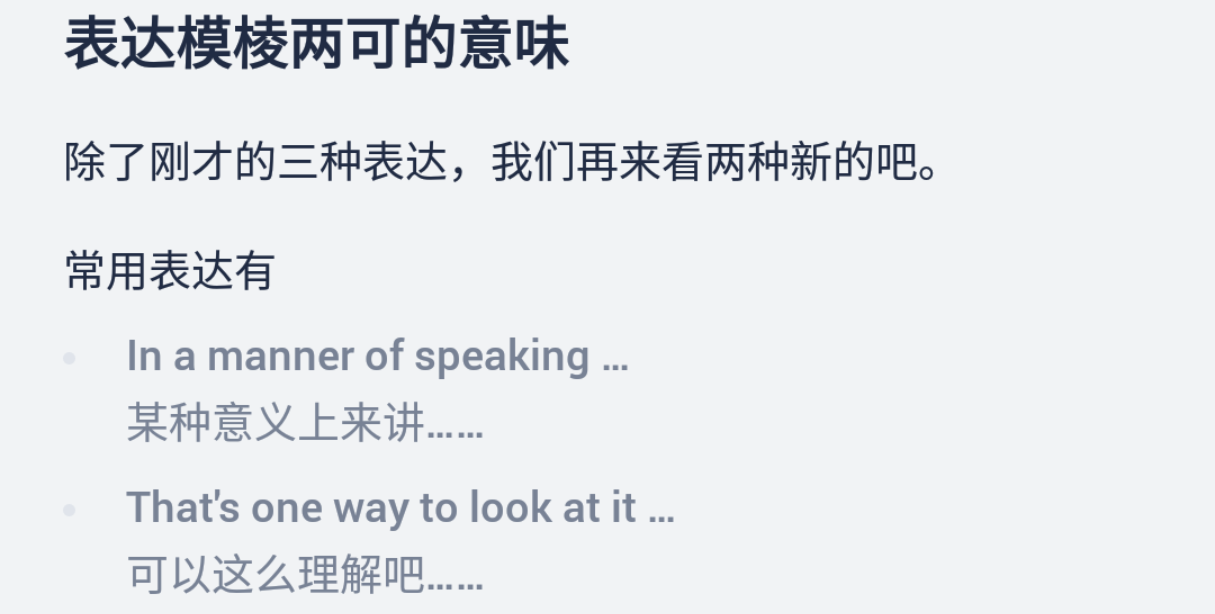 表达模棱两可的意味
除了刚才的三种表达，我们再来看两种新的吧。
常用表达有
In a manner of speaking ...
某种意义上来讲……
That's one way to look at it ...
可以这么理解吧……